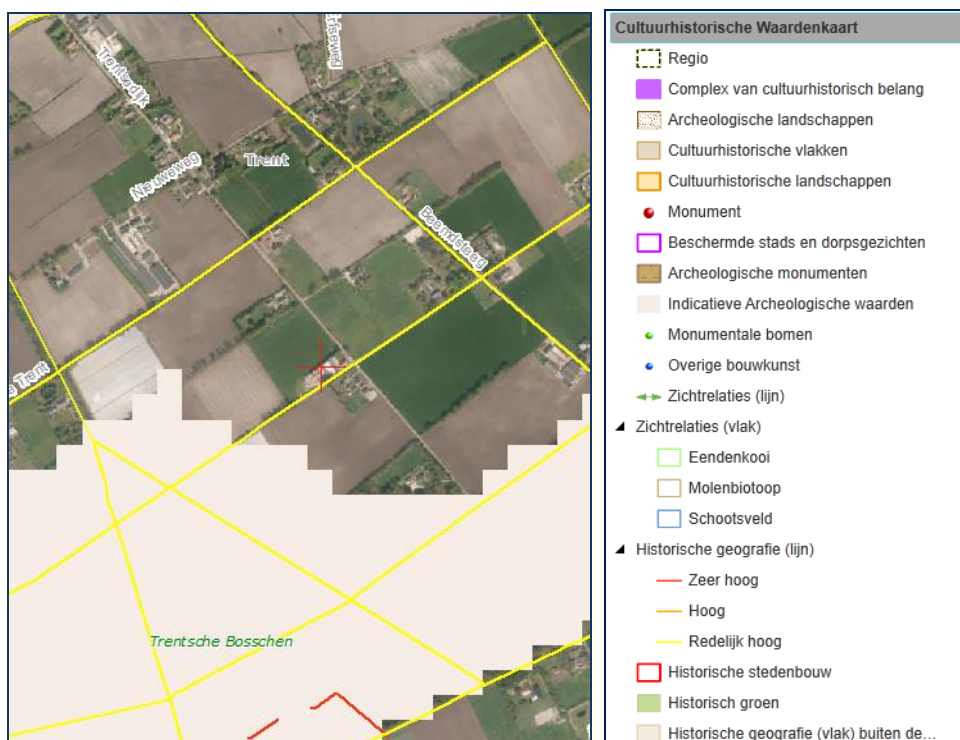 Trentsedijk
Nieuweweg
Trent
Beemdsteeg
e Trent
Trentsche Bosschen
Cultuurhistorische Waardenkaart
Regio
Complex van cultuurhistorisch belang
Archeologische landschappen
Cultuurhistorische vlakken
Cultuurhistorische landschappen
Monument
Beschermde stads en dorpsgezichten
Archeologische monumenten
Indicatieve Archeologische waarden
Monumentale bomen
Overige bouwkunst
Zichtrelaties (lijn)
Zichtrelaties (vlak)
Eendenkooi
Molenbiotoop
Schootsveld
Historische geografie (lijn)
Zeer hoog
Hoog
Redelijk hoog
Historische stedenbouw
Historisch groen
Historische geografie (vlak) buiten de...